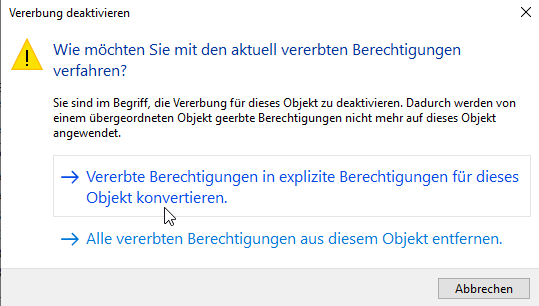 Vererbung deaktivieren
Wie möchten Sie mit den aktuell vererbten Berechtigungen
verfahren?
Sie sind im Begriff, die Vererbung für dieses Objekt zu deaktivieren. Dadurch werden von
einem übergeordneten Objekt geerbte Berechtigungen nicht mehr auf dieses Objekt
angewendet.
Vererbte Berechtigungen in explizite Berechtigungen für dieses
Objekt konvertieren.
Alle vererbten Berechtigungen aus diesem Objekt entfernen.
Abbrechen